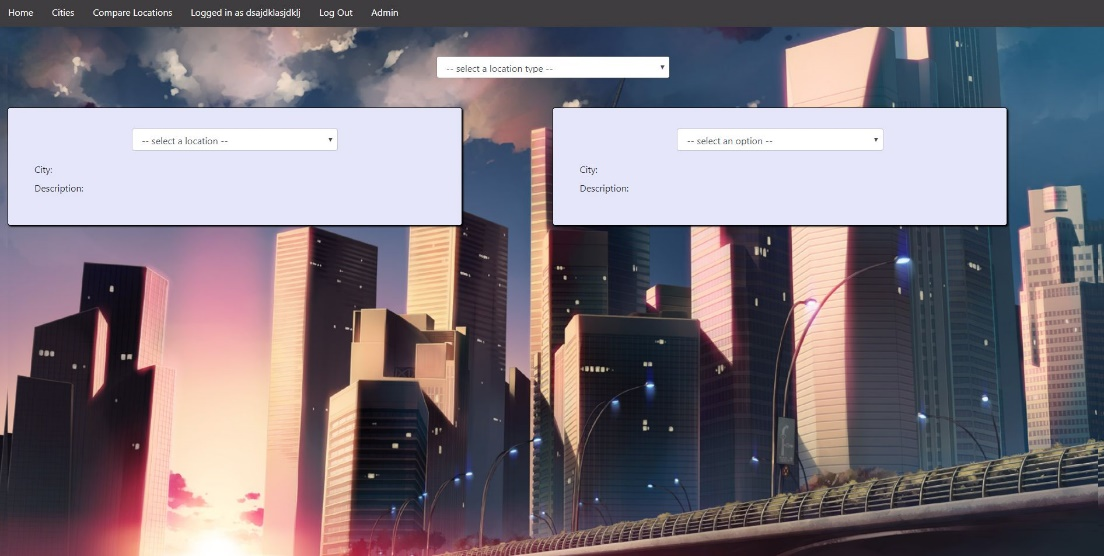 Home Cities Compare Locations Logged in as dsajdklasjdklj Log Out Admin
-- select a location type --
-- select a location --
City:
Description:
-- select an option --
City:
Description: